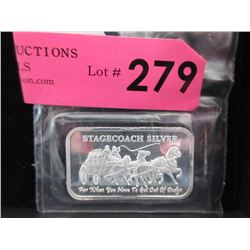 UCTIONS
LS
son.com
Lot # 279
STAGECOACH SILVER
For When You Have To Get Out Of Dodge